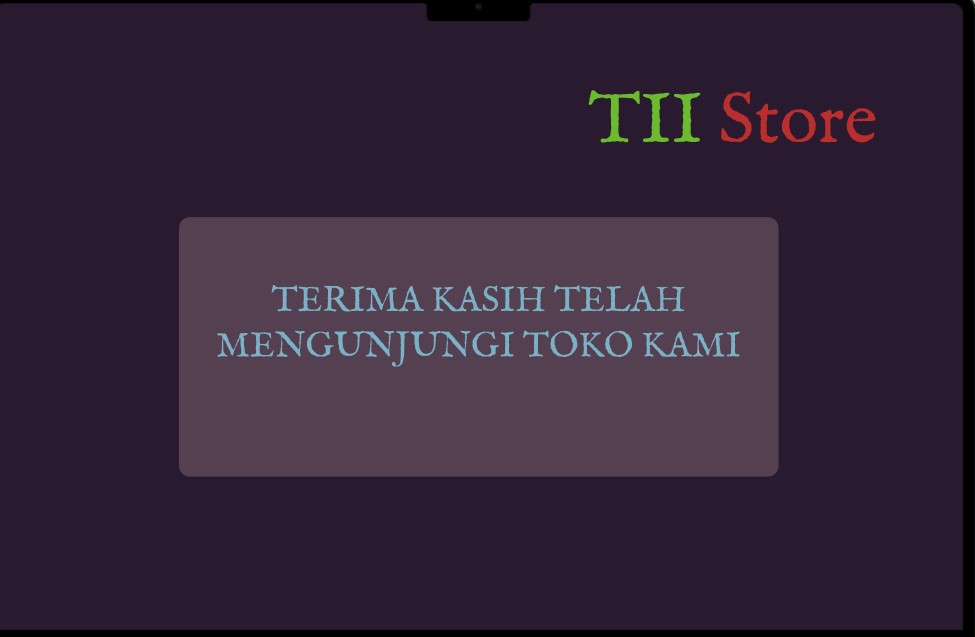 TII Store
TERIMA KASIH TELAH
MENGUNJUNGI TOKO KAMI